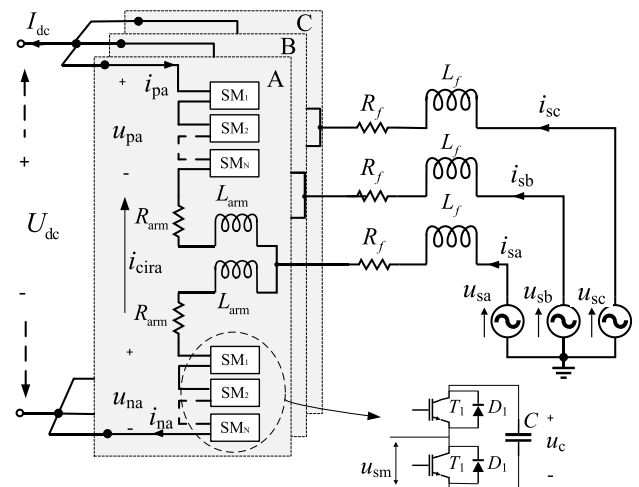 I_dc
C
B
A
+
i_pa
SM_1
u_pa
SM_2
-
SM_N
R_arm
L_arm
+
U_dc
-
i_cira
R_arm
L_arm
+
SM_1
u_na
SM_2
-
i_na
SM_N
R_f
L_f
i_sc
R_f
L_f
i_sb
R_f
L_f
i_sa
u_sa
u_sb
u_sc
T_1
D_1
C
+
u_c
-
u_sm
T_1
D_1